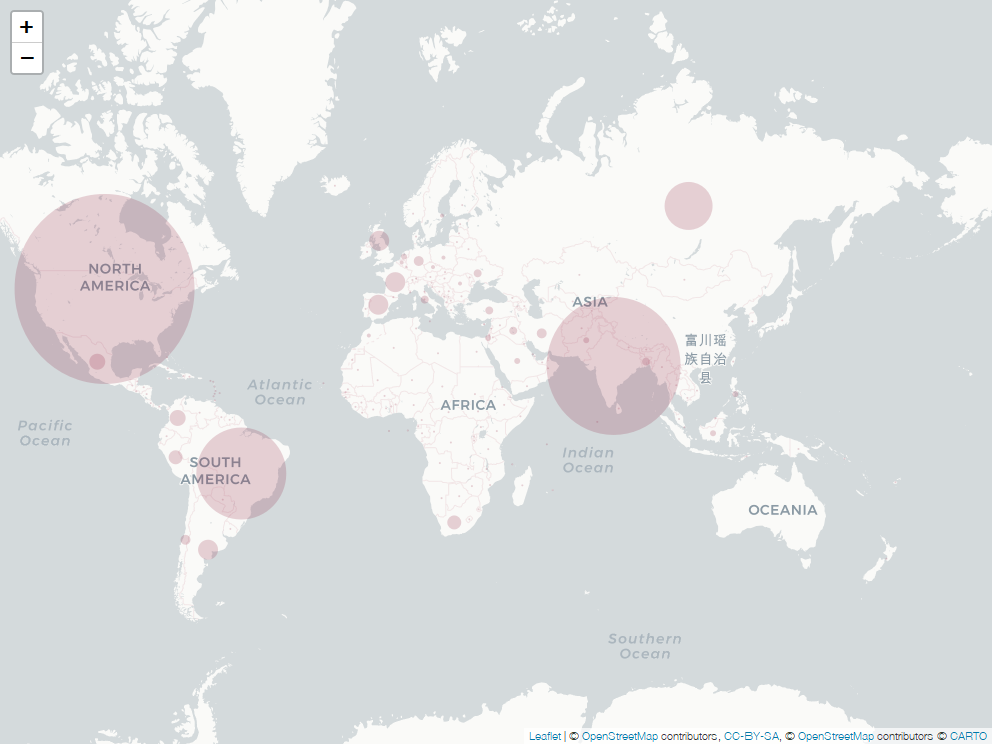 +
−
NORTH
AMERICA
ASIA
富川瑶
族自治
县
Atlantic
Ocean
AFRICA
Pacific
Ocean
Indian
Ocean
SOUTH
AMERICA
OCEANIA
Southern
Ocean
Leaflet | © OpenStreetMap contributors, CC-BY-SA, © OpenStreetMap contributors © CARTO